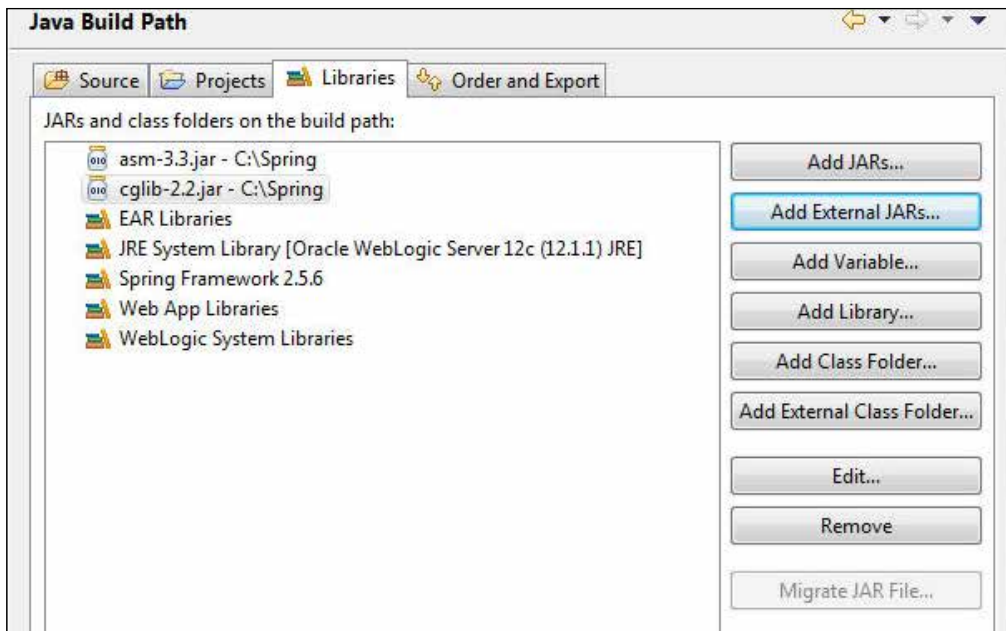 Java Build Path
Source
Projects
Libraries
Order and Export
JARs and class folders on the build path:
asm-3.3.jar - C:\Spring
cglib-2.2.jar - C:\Spring
EAR Libraries
JRE System Library [Oracle WebLogic Server 12c (12.1.1) JRE]
Spring Framework 2.5.6
Web App Libraries
WebLogic System Libraries
Add JARs...
Add External JARs...
Add Variable...
Add Library...
Add Class Folder...
Add External Class Folder...
Edit...
Remove
Migrate JAR File...